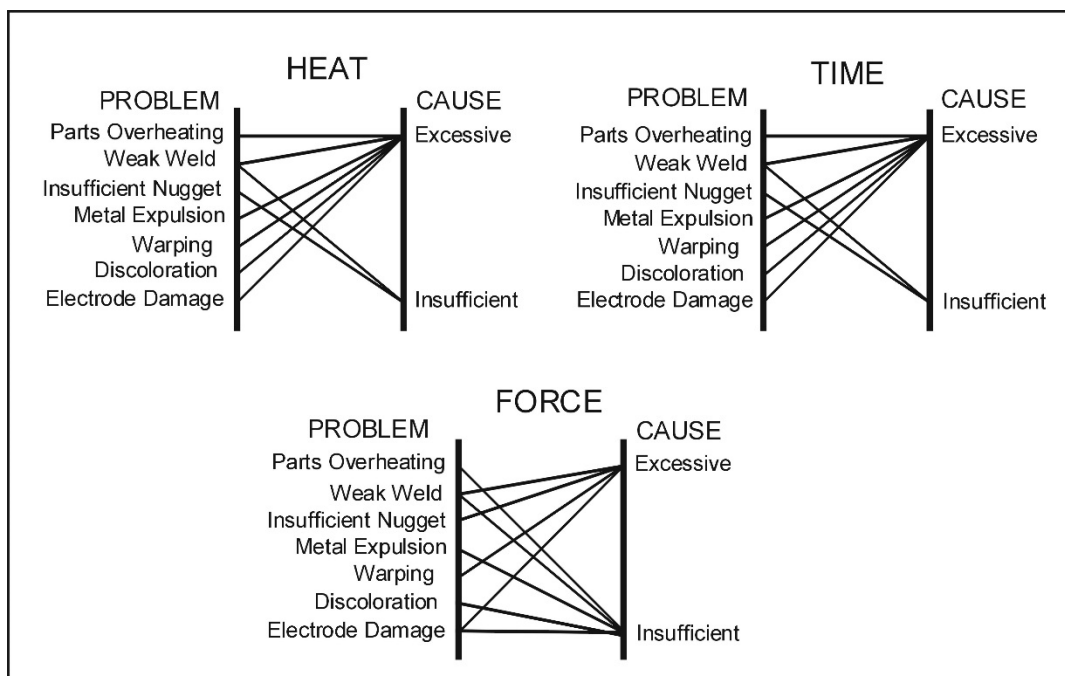 HEAT
PROBLEM CAUSE
Parts Overheating Excessive
Weak Weld
Insufficient Nugget
Metal Expulsion
Warping
Discoloration
Electrode Damage Insufficient
TIME
PROBLEM CAUSE
Parts Overheating Excessive
Weak Weld
Insufficient Nugget
Metal Expulsion
Warping
Discoloration
Electrode Damage Insufficient
FORCE
PROBLEM CAUSE
Parts Overheating Excessive
Weak Weld
Insufficient Nugget
Metal Expulsion
Warping
Discoloration
Electrode Damage Insufficient